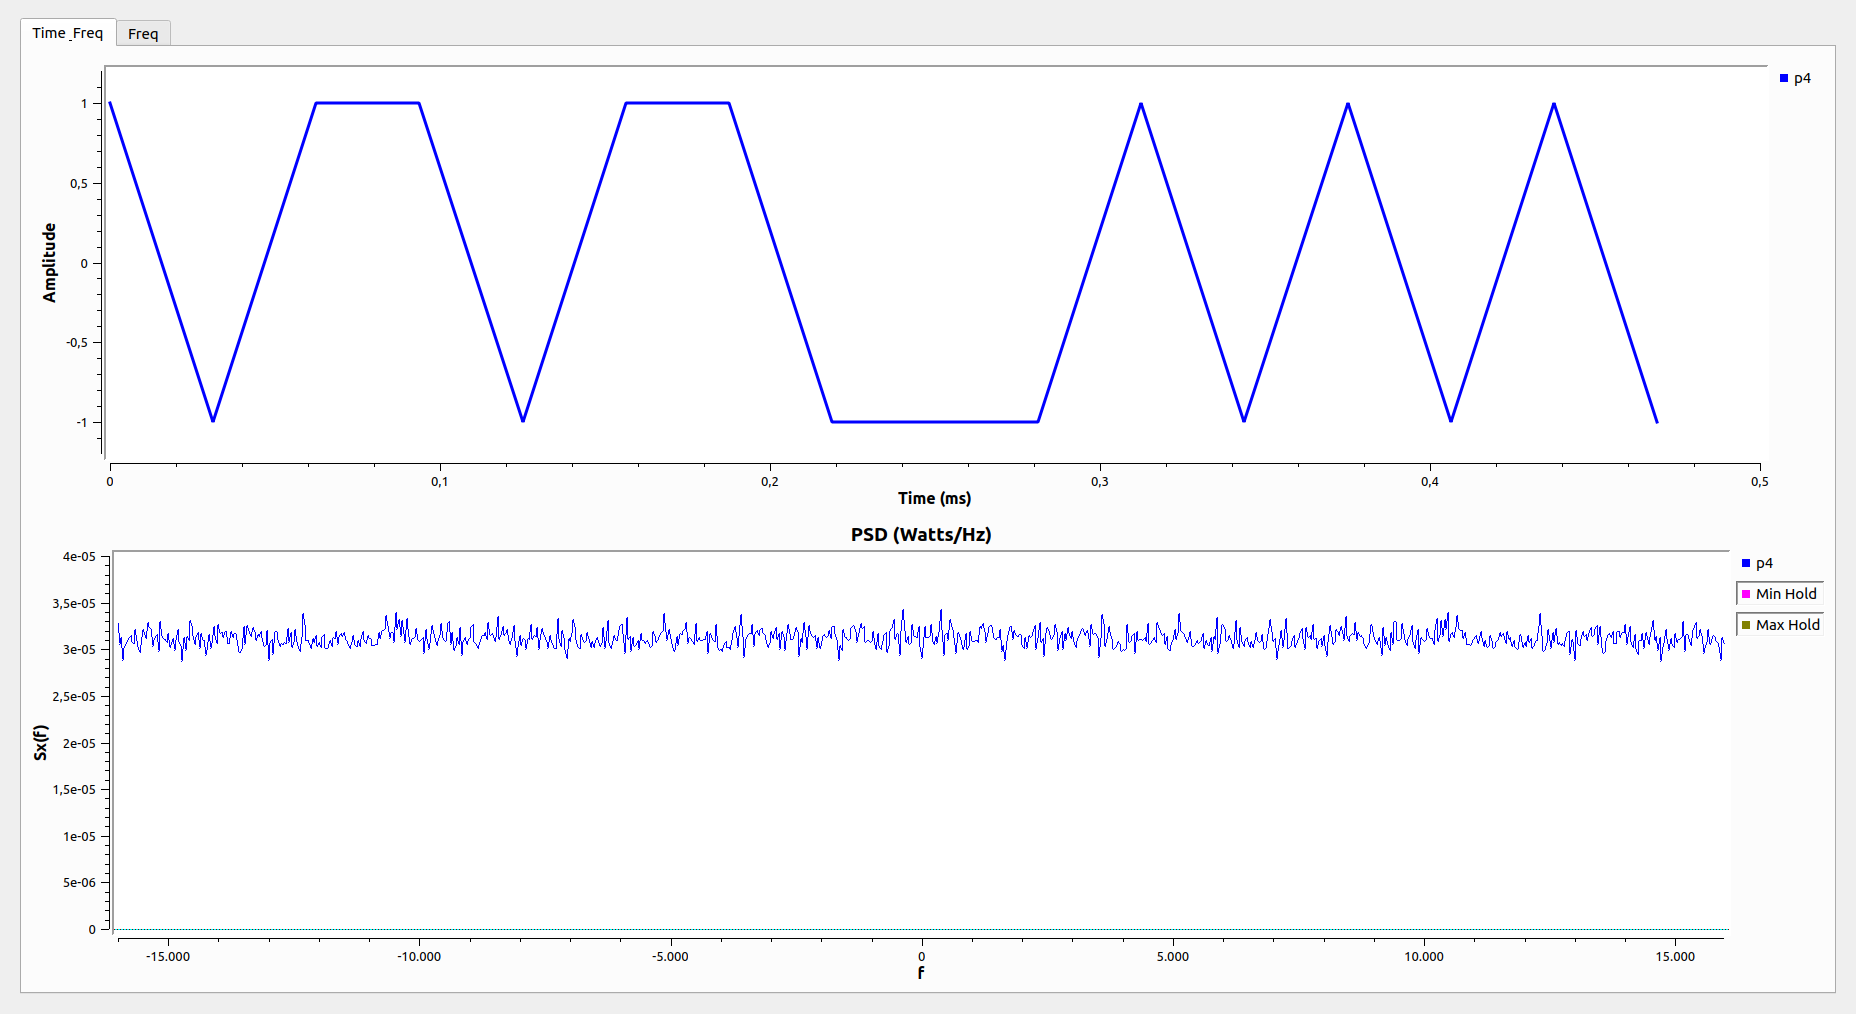 Time_Freq
Freq
p4
1
0,5
0
-0,5
-1
Amplitude
0
0,1
0,2
0,3
0,4
0,5
Time (ms)
PSD (Watts/Hz)
p4
Min Hold
Max Hold
4e-05
3,5e-05
3e-05
2,5e-05
2e-05
1,5e-05
1e-05
5e-06
0
Sx(f)
-15.000
-10.000
-5.000
0
5.000
10.000
15.000
f